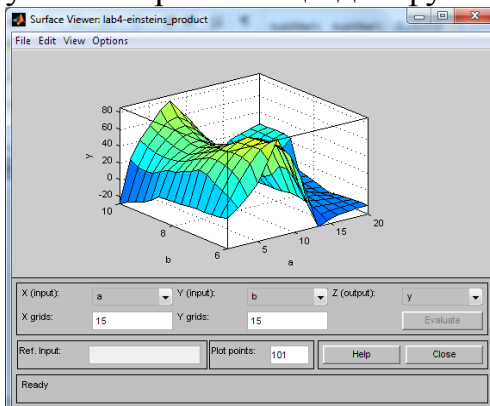 Surface Viewer: lab4-einsteins_product
File Edit View Options
80
60
40
20
0
-20
y
10
8
6
b
5
10
15
20
a
X (input): a Y (input): b Z (output): y
X grids: 15 Y grids: 15 Evaluate
Ref. Input: Plot points: 101 Help Close
Ready